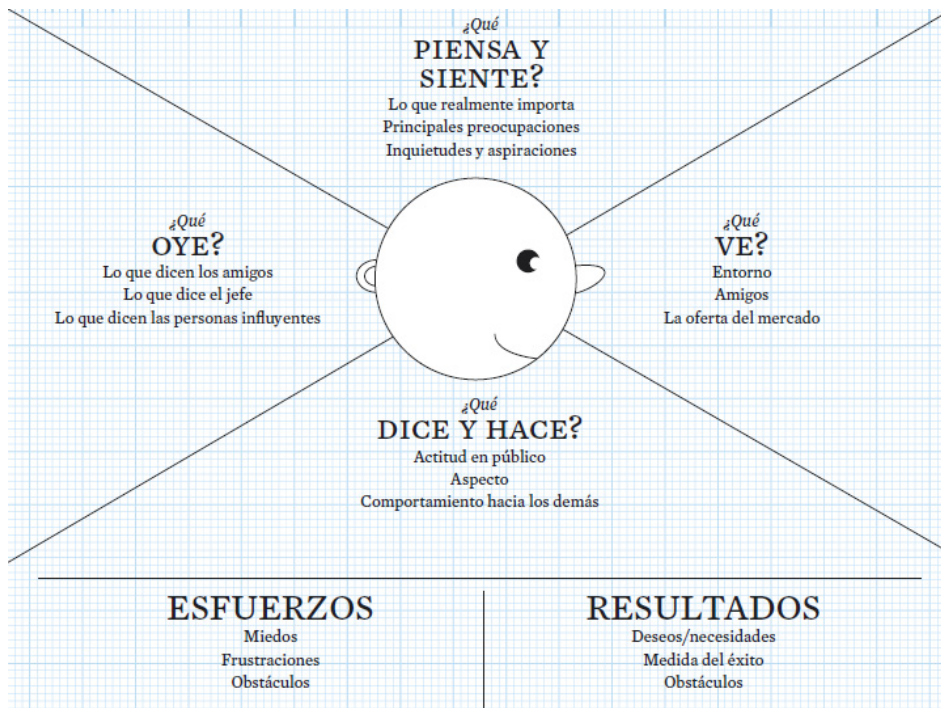 ¿Qué
PIENSA Y
SIENTE?
Lo que realmente importa
Principales preocupaciones
Inquietudes y aspiraciones
¿Qué
OYE?
Lo que dicen los amigos
Lo que dice el jefe
Lo que dicen las personas influyentes
¿Qué
VE?
Entorno
Amigos
La oferta del mercado
¿Qué
DICE Y HACE?
Actitud en público
Aspecto
Comportamiento hacia los demás
ESFUERZOS
Miedos
Frustraciones
Obstáculos
RESULTADOS
Deseos/necesidades
Medida del éxito
Obstáculos